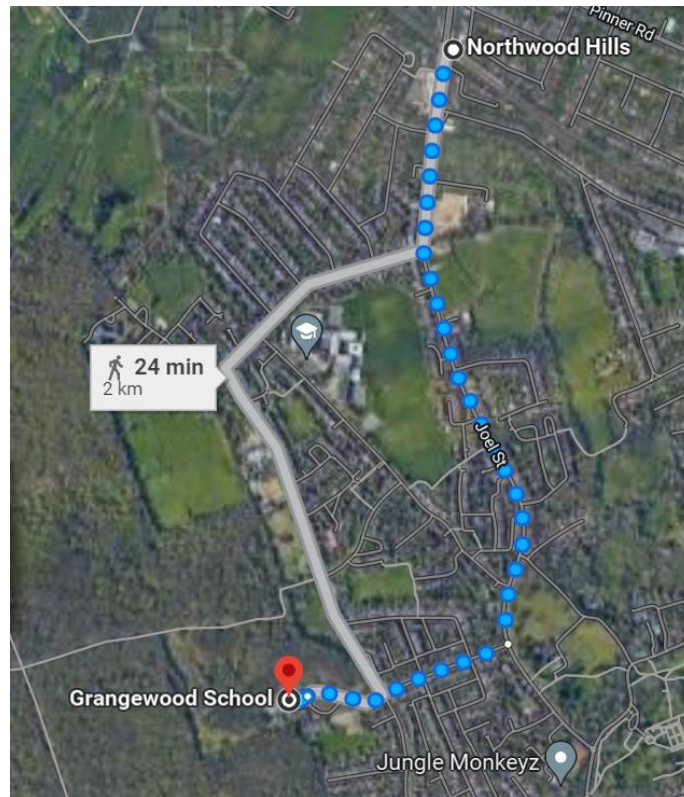 Pinner Rd
Northwood Hills
24 min
2 km
Joel St
Grangewood School
Jungle Monkeyz